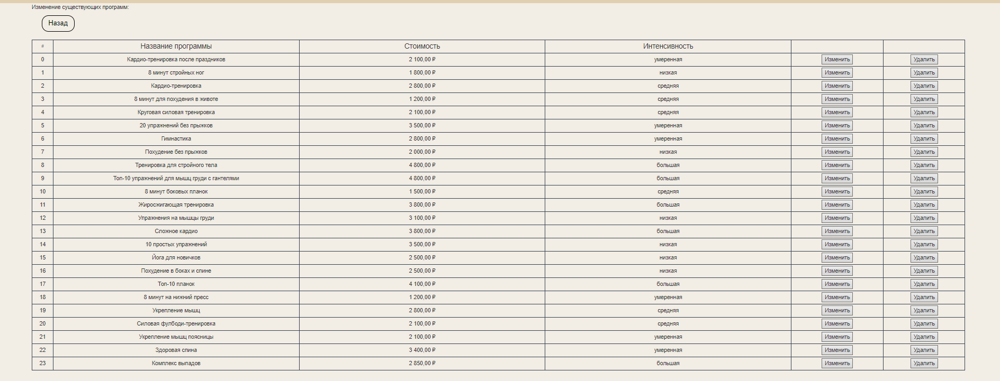 Изменение существующих программ:
Назад
# Название программы Стоимость Интенсивность
0 Кардио-тренировка после праздников 2 100,00 ₽ умеренная Изменить Удалить
1 8 минут стройных ног 1 800,00 ₽ низкая Изменить Удалить
2 Кардио-тренировка 2 800,00 ₽ средняя Изменить Удалить
3 8 минут для похудения в животе 1 200,00 ₽ средняя Изменить Удалить
4 Круговая силовая тренировка 2 100,00 ₽ средняя Изменить Удалить
5 20 упражнений без прыжков 3 500,00 ₽ умеренная Изменить Удалить
6 Гимнастика 2 800,00 ₽ умеренная Изменить Удалить
7 Похудение без прыжков 2 000,00 ₽ низкая Изменить Удалить
8 Тренировка для стройного тела 4 800,00 ₽ большая Изменить Удалить
9 Топ-10 упражнений для мышц груди с гантелями 4 800,00 ₽ большая Изменить Удалить
10 8 минут боковых планок 1 500,00 ₽ средняя Изменить Удалить
11 Жиросжигающая тренировка 3 800,00 ₽ большая Изменить Удалить
12 Упражнения на мышцы груди 3 100,00 ₽ низкая Изменить Удалить
13 Сложное кардио 3 800,00 ₽ большая Изменить Удалить
14 10 простых упражнений 3 500,00 ₽ низкая Изменить Удалить
15 Йога для новичков 2 500,00 ₽ низкая Изменить Удалить
16 Похудение в боках и спине 2 500,00 ₽ низкая Изменить Удалить
17 Топ-10 планок 4 100,00 ₽ большая Изменить Удалить
18 8 минут на нижний пресс 1 200,00 ₽ умеренная Изменить Удалить
19 Укрепление мышц 2 800,00 ₽ средняя Изменить Удалить
20 Силовая фулбоди-тренировка 2 100,00 ₽ средняя Изменить Удалить
21 Укрепление мышц поясницы 2 100,00 ₽ умеренная Изменить Удалить
22 Здоровая спина 3 400,00 ₽ умеренная Изменить Удалить
23 Комплекс выпадов 2 850,00 ₽ большая Изменить Удалить